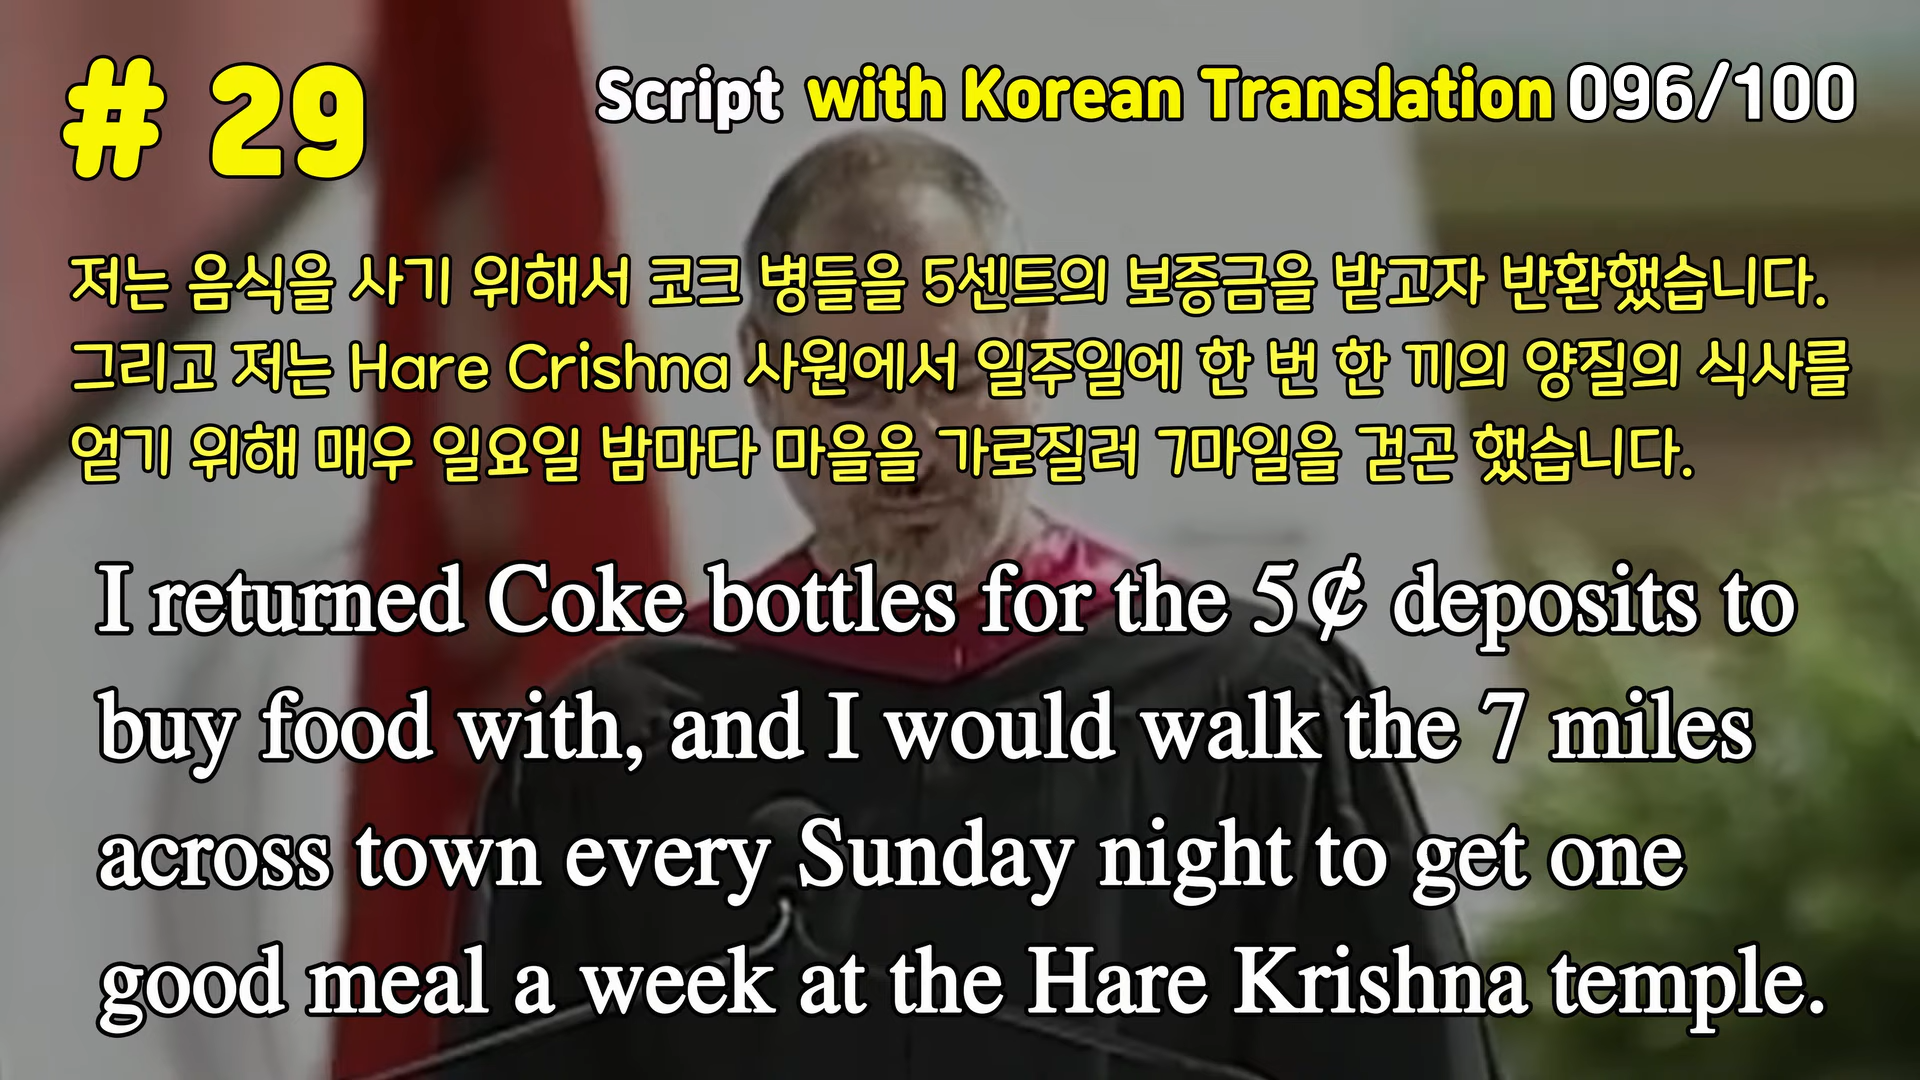 # 29
Script with Korean Translation 096/100
저는 음식을 사기 위해서 코크 병들을 5센트의 보증금을 받고자 반환했습니다.
그리고 저는 Hare Crishna 사원에서 일주일에 한 번 한 끼의 양질의 식사를
얻기 위해 매우 일요일 밤마다 마을을 가로질러 7마일을 걷곤 했습니다.
I returned Coke bottles for the 5¢ deposits to
buy food with, and I would walk the 7 miles
across town every Sunday night to get one
good meal a week at the Hare Krishna temple.